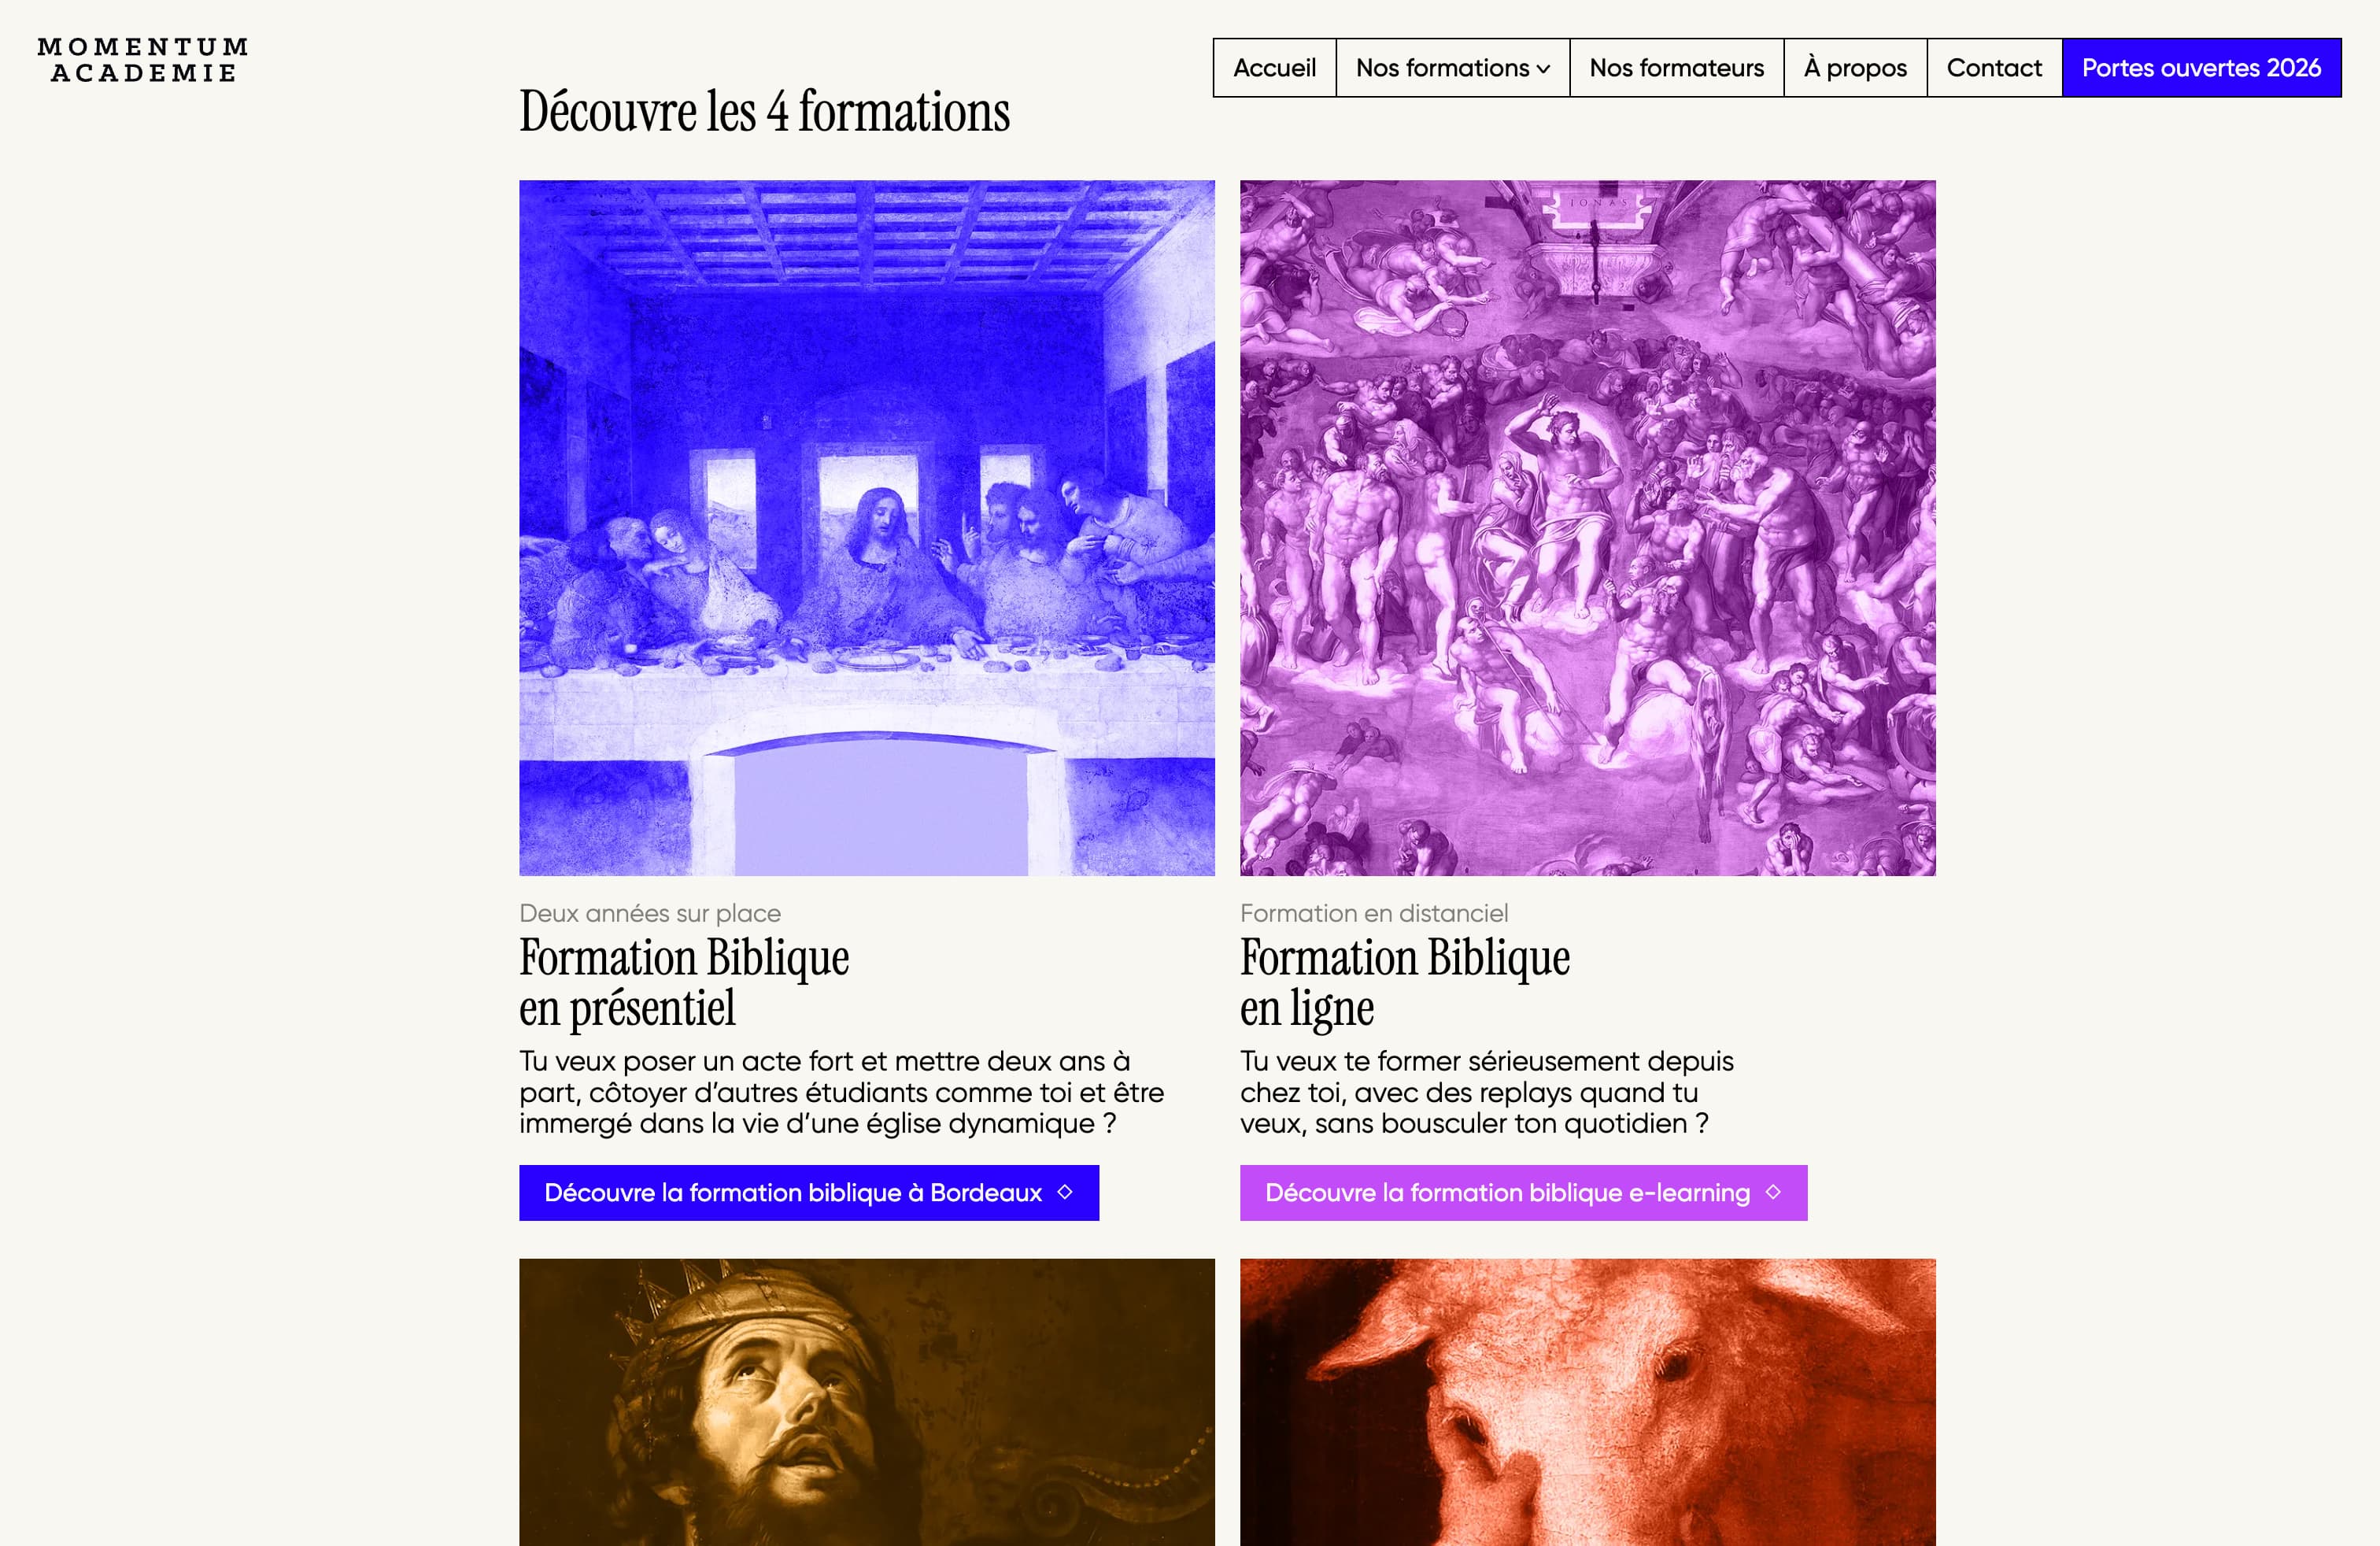 MOMENTUM
ACADEMIE
Accueil
Nos formations
Nos formateurs
À propos
Contact
Portes ouvertes 2026
Découvre les 4 formations
IONAS
Deux années sur place
Formation Biblique
en présentiel
Tu veux poser un acte fort et mettre deux ans à
part, côtoyer d’autres étudiants comme toi et être
immergé dans la vie d’une église dynamique ?
Découvre la formation biblique à Bordeaux
Formation en distanciel
Formation Biblique
en ligne
Tu veux te former sérieusement depuis
chez toi, avec des replays quand tu
veux, sans bousculer ton quotidien ?
Découvre la formation biblique e-learning